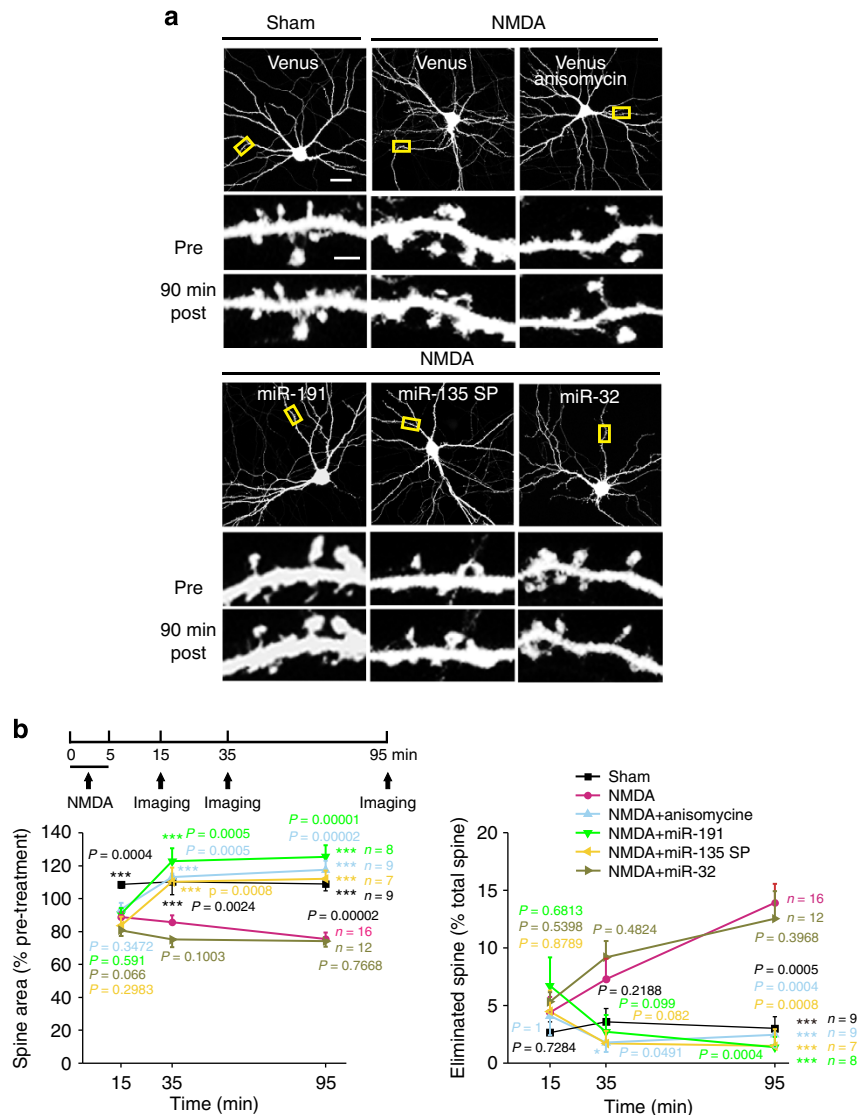 a
Sham
NMDA
Venus
Venus
Venus
anisomycin
Pre
90 min
post
NMDA
miR-191
miR-135 SP
miR-32
Pre
90 min
post
b
0 5 15 35 95 min
NMDA Imaging Imaging Imaging
Sham
NMDA
NMDA+anisomycine
NMDA+miR-191
NMDA+miR-135 SP
NMDA+miR-32
Spine area (% pre-treatment)
140
120
100
80
60
40
20
0
P = 0.0004
***
*** P = 0.0005
P = 0.0005
***
*** p = 0.0008
***
P = 0.0024
P = 0.00001
P = 0.00002
*** n = 8
*** n = 9
*** n = 7
*** n = 9
P = 0.00002
n = 16
n = 12
P = 0.7668
P = 0.1003
P = 0.3472
P = 0.591
P = 0.066
P = 0.2983
15 35 95
Time (min)
Eliminated spine (% total spine)
20
15
10
5
0
P = 0.6813
P = 0.5398
P = 0.8789
P = 0.4824
n = 16
n = 12
P = 0.3968
P = 0.2188
P = 0.099
P = 0.082
P = 0.0005
P = 0.0004
P = 0.0008
P = 1
P = 0.7284
* P = 0.0491
P = 0.0004
*** n = 9
*** n = 9
*** n = 7
*** n = 8
15 35 95
Time (min)